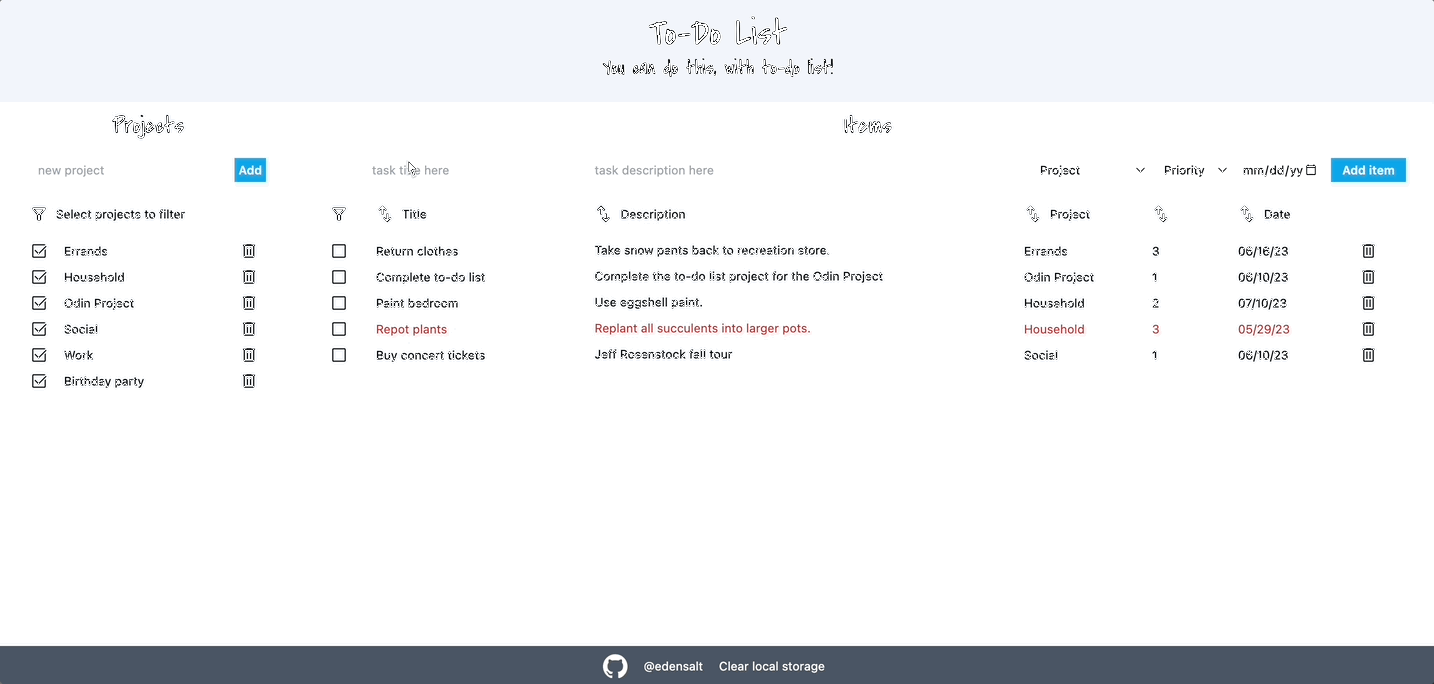 To-Do List
You can do this, with to-do list!
Projects
Items
new project Add
task title here task description here Project Priority mm/dd/yy Add item
Select projects to filter
Title Description Project Date
Errands
Household
Odin Project
Social
Work
Birthday party
Return clothes Take snow pants back to recreation store. Errands 3 06/16/23
Complete to-do list Complete the to-do list project for the Odin Project Odin Project 1 06/10/23
Paint bedroom Use eggshell paint. Household 2 07/10/23
Repot plants Replant all succulents into larger pots. Household 3 05/29/23
Buy concert tickets Jeff Rosenstock fall tour Social 1 06/10/23
@edensalt Clear local storage